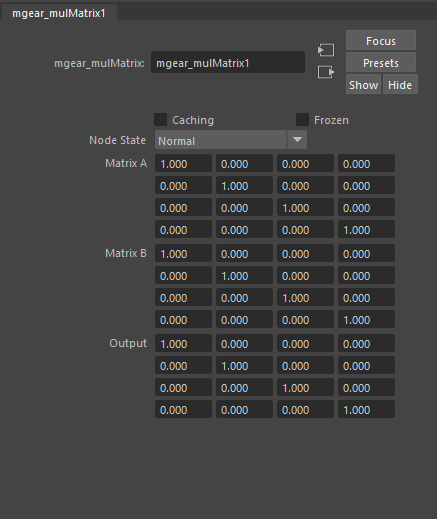 mgear_mulMatrix1
Focus
mgear_mulMatrix: mgear_mulMatrix1
Presets
Show Hide
Caching Frozen
Node State Normal
Matrix A 1.000 0.000 0.000 0.000
0.000 1.000 0.000 0.000
0.000 0.000 1.000 0.000
0.000 0.000 0.000 1.000
Matrix B 1.000 0.000 0.000 0.000
0.000 1.000 0.000 0.000
0.000 0.000 1.000 0.000
0.000 0.000 0.000 1.000
Output 1.000 0.000 0.000 0.000
0.000 1.000 0.000 0.000
0.000 0.000 1.000 0.000
0.000 0.000 0.000 1.000